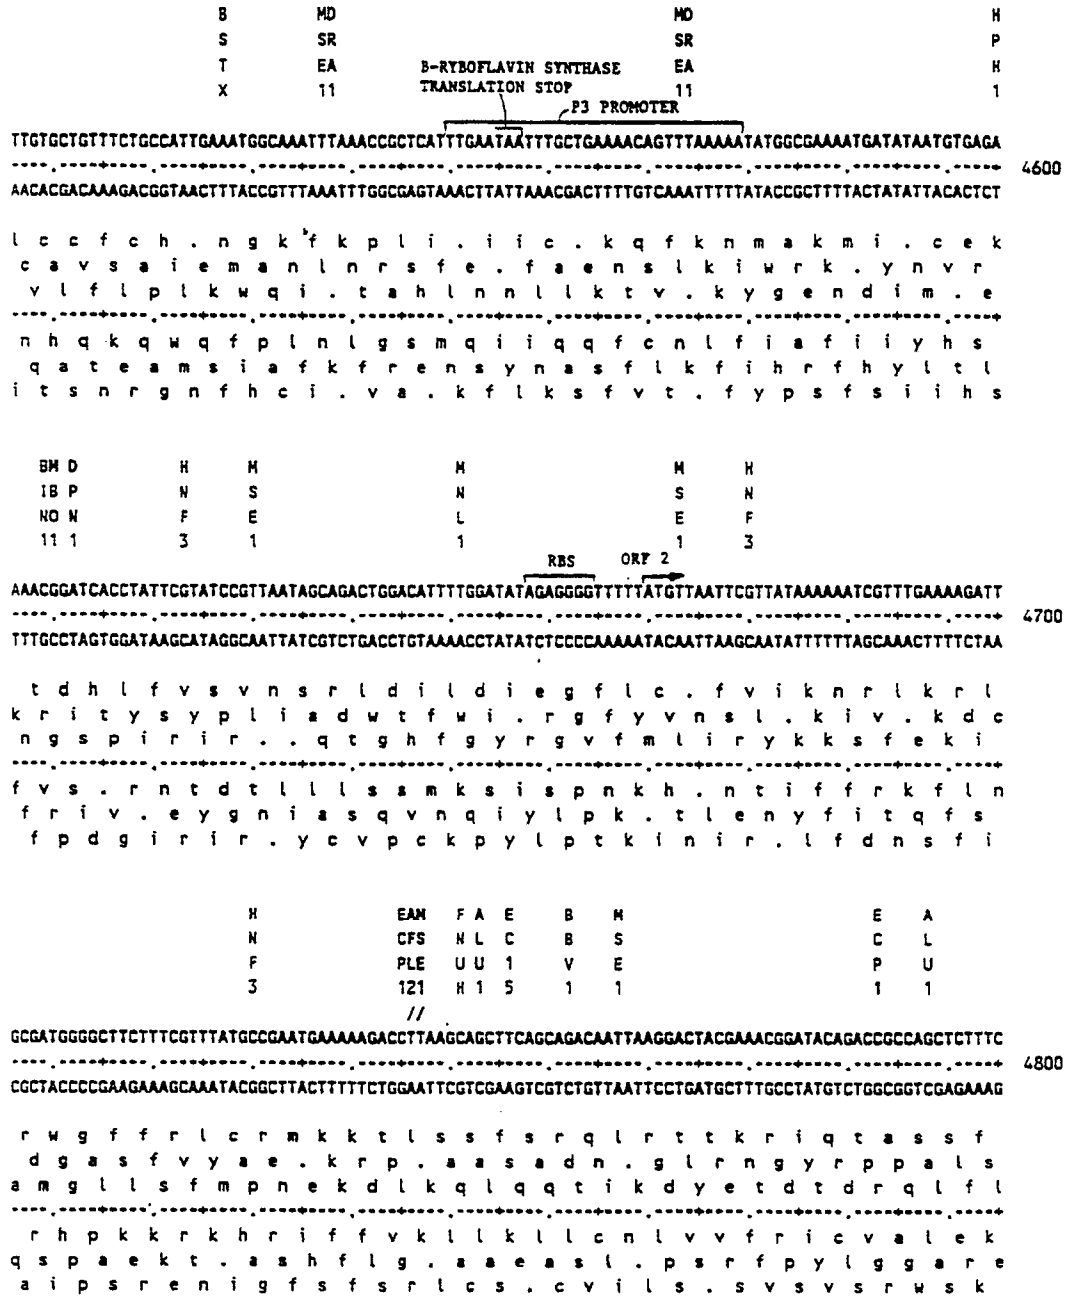 B MD MO H
S SR SR P
T EA B-RYBOFLAVIN SYNTHASE EA H
X 11 TRANSLATION STOP 11 1
P3 PROMOTER
TTGTGCTGTTTCTGCCATTGAAATGGCAAATTTAAACCGCTCATTTGAATAATTTGCTGAAAACAGTTTAAAAATATGGCGAAAATGATATAATGTGAGA
----.----+----.----+----.----+----.----+----.----+----.----+----.----+----.----+----.----+----.----+ 4600
AACACGACAAAGACGGTAACTTTACCGTTTAAATTTGGCGAGTAAACTTATTAAACGACTTTTGTCAAATTTTTATACCGCTTTTACTATATTACACTCT
l c c f c h . n g k f k p l i . i i c . k q f k n m a k m i . c e k
c a v s a i e m a n l n r s f e . f a e n s l k i w r k . y n v r
v l f l p l k w q i . t a h l n n l l k t v . k y g e n d i m . e
----.----+----.----+----.----+----.----+----.----+----.----+----.----+----.----+----.----+----.----+
n h q k q w q f p l n l g s m q i i q q f c n l f i a f i i y h s
q a t e a m s i a f k f r e n s y n a s f l k f i h r f h y l t l
i t s n r g n f h c i . v a . k f l k s f v t . f y p s f s i i h s
BM D H M M M H
IB P N S N S N
NO N F E L E F
11 1 3 1 1 1 3
RBS ORF 2
AAACGGATCACCTATTCGTATCCGTTAATAGCAGACTGGACATTTTGGATATAGAGGGGTTTTTATGTTAATTCGTTATAAAAAATCGTTTGAAAAGATT
----.----+----.----+----.----+----.----+----.----+----.----+----.----+----.----+----.----+----.----+ 4700
TTTGCCTAGTGGATAAGCATAGGCAATTATCGTCTGACCTGTAAAACCTATATCTCCCCAAAAATACAATTAAGCAATATTTTTTAGCAAACTTTTCTAA
t d h l f v s v n s r l d i l d i e g f l c . f v i k n r l k r l
k r i t y s y p l i a d w t f w i . r g f y v n s l . k i v . k d c
n g s p i r i r . . q t g h f g y r g v f m l i r y k k s f e k i
----.----+----.----+----.----+----.----+----.----+----.----+----.----+----.----+----.----+----.----+
f v s . r n t d t l l l s s m k s i s p n k h . n t i f f r k f l n
f r i v . e y g n i a s q v n q i y l p k . t l e n y f i t q f s
f p d g i r i r . y c v p c k p y l p t k i n i r . l f d n s f i
H EAM F A E B M E A
N CFS N L C B S C L
F PLE U U 1 V E P U
3 121 H 1 5 1 1 1 1
//
GCGATGGGGCTTCTTTCGTTTATGCCGAATGAAAAAGACCTTAAGCAGCTTCAGCAGACAATTAAGGACTACGAAACGGATACAGACCGCCAGCTCTTTC
----.----+----.----+----.----+----.----+----.----+----.----+----.----+----.----+----.----+----.----+ 4800
CGCTACCCCGAAGAAAGCAAATACGGCTTACTTTTTCTGGAATTCGTCGAAGTCGTCTGTTAATTCCTGATGCTTTGCCTATGTCTGGCGGTCGAGAAAG
r w g f f r l c r m k k t l s s f s r q l r t t k r i q t a s s f
d g a s f v y a e . k r p . a a s a d n . g l r n g y r p p a l s
a m g l l s f m p n e k d l k q l q q t i k d y e t d t d r q l f l
----.----+----.----+----.----+----.----+----.----+----.----+----.----+----.----+----.----+----.----+
r h p k k r k h r i f f v k l l k l l c n l v v f r i c v a l e k
q s p a e k t . a s h f l g . a a e a s l . p s r f p y l g g a r e
a i p s r e n i g f s f s r l c s . c v i l s . s v s v s r w s k